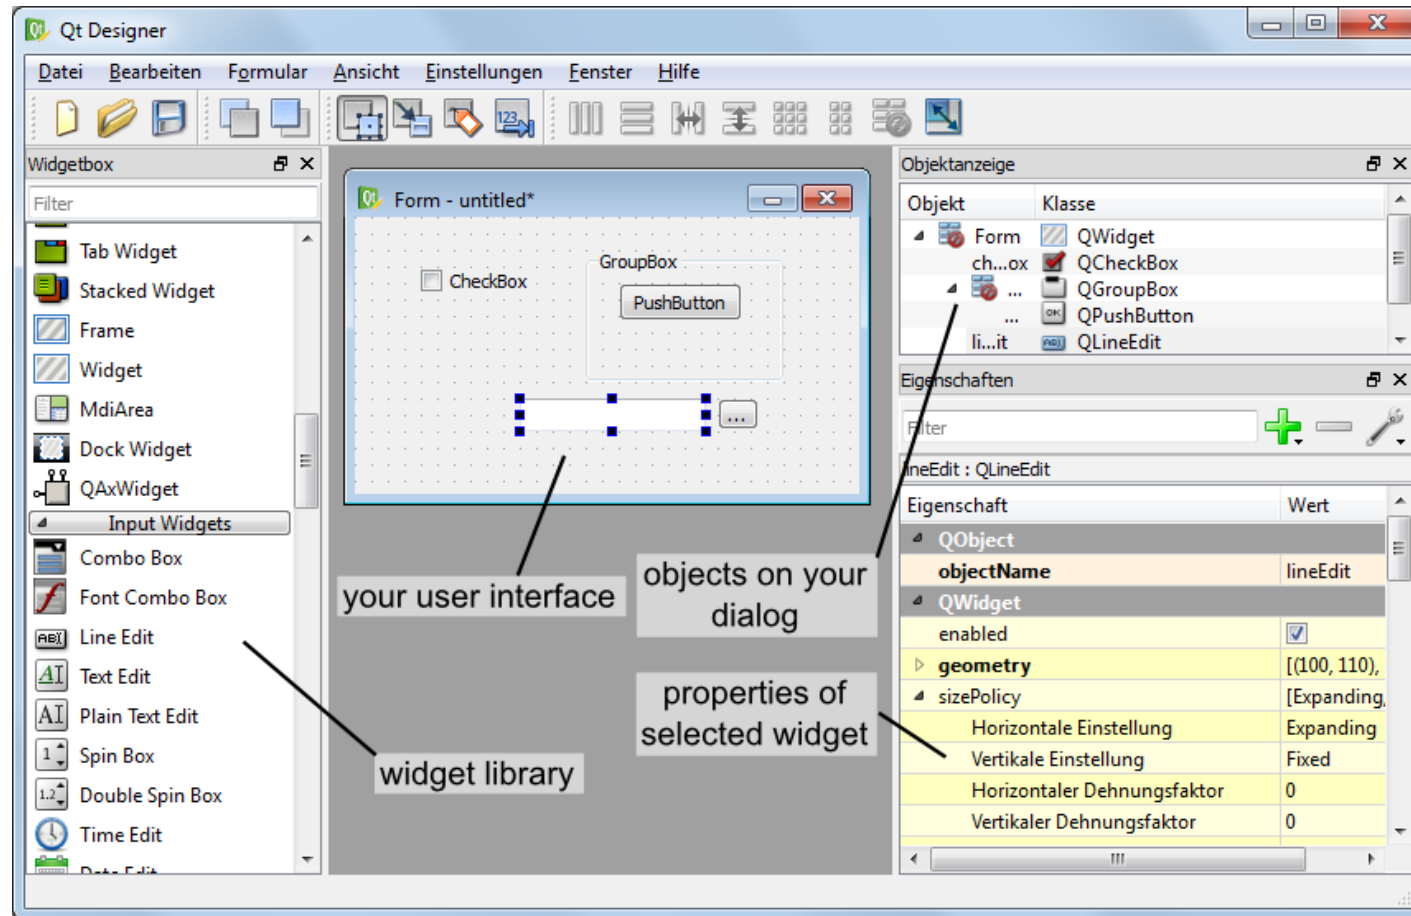 Qt Designer
Datei Bearbeiten Formular Ansicht Einstellungen Fenster Hilfe
123
Widgetbox
Filter
Tab Widget
Stacked Widget
Frame
Widget
MdiArea
Dock Widget
QAxWidget
Input Widgets
Combo Box
Font Combo Box
Line Edit
Text Edit
Plain Text Edit
Spin Box
Double Spin Box
Time Edit
Date Edit
Form - untitled*
CheckBox
GroupBox
PushButton
...
your user interface
objects on your
dialog
properties of
selected widget
widget library
Objektanzeige
Objekt Klasse
Form QWidget
ch...ox QCheckBox
... QGroupBox
... OK QPushButton
li...it QLineEdit
Eigenschaften
Filter
lineEdit : QLineEdit
Eigenschaft Wert
QObject
objectName lineEdit
QWidget
enabled
geometry [(100, 110),
sizePolicy [Expanding,
Horizontale Einstellung Expanding
Vertikale Einstellung Fixed
Horizontaler Dehnungsfaktor 0
Vertikaler Dehnungsfaktor 0